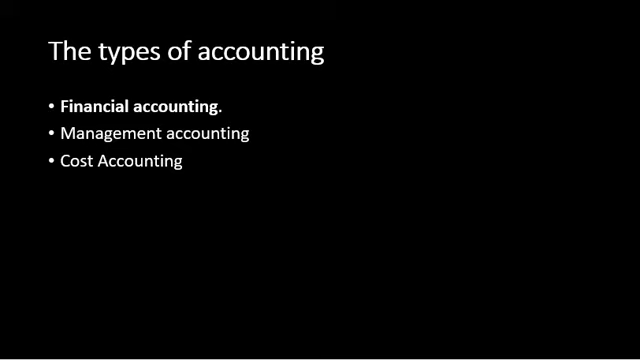 The types of accounting
• Financial accounting.
• Management accounting
• Cost Accounting